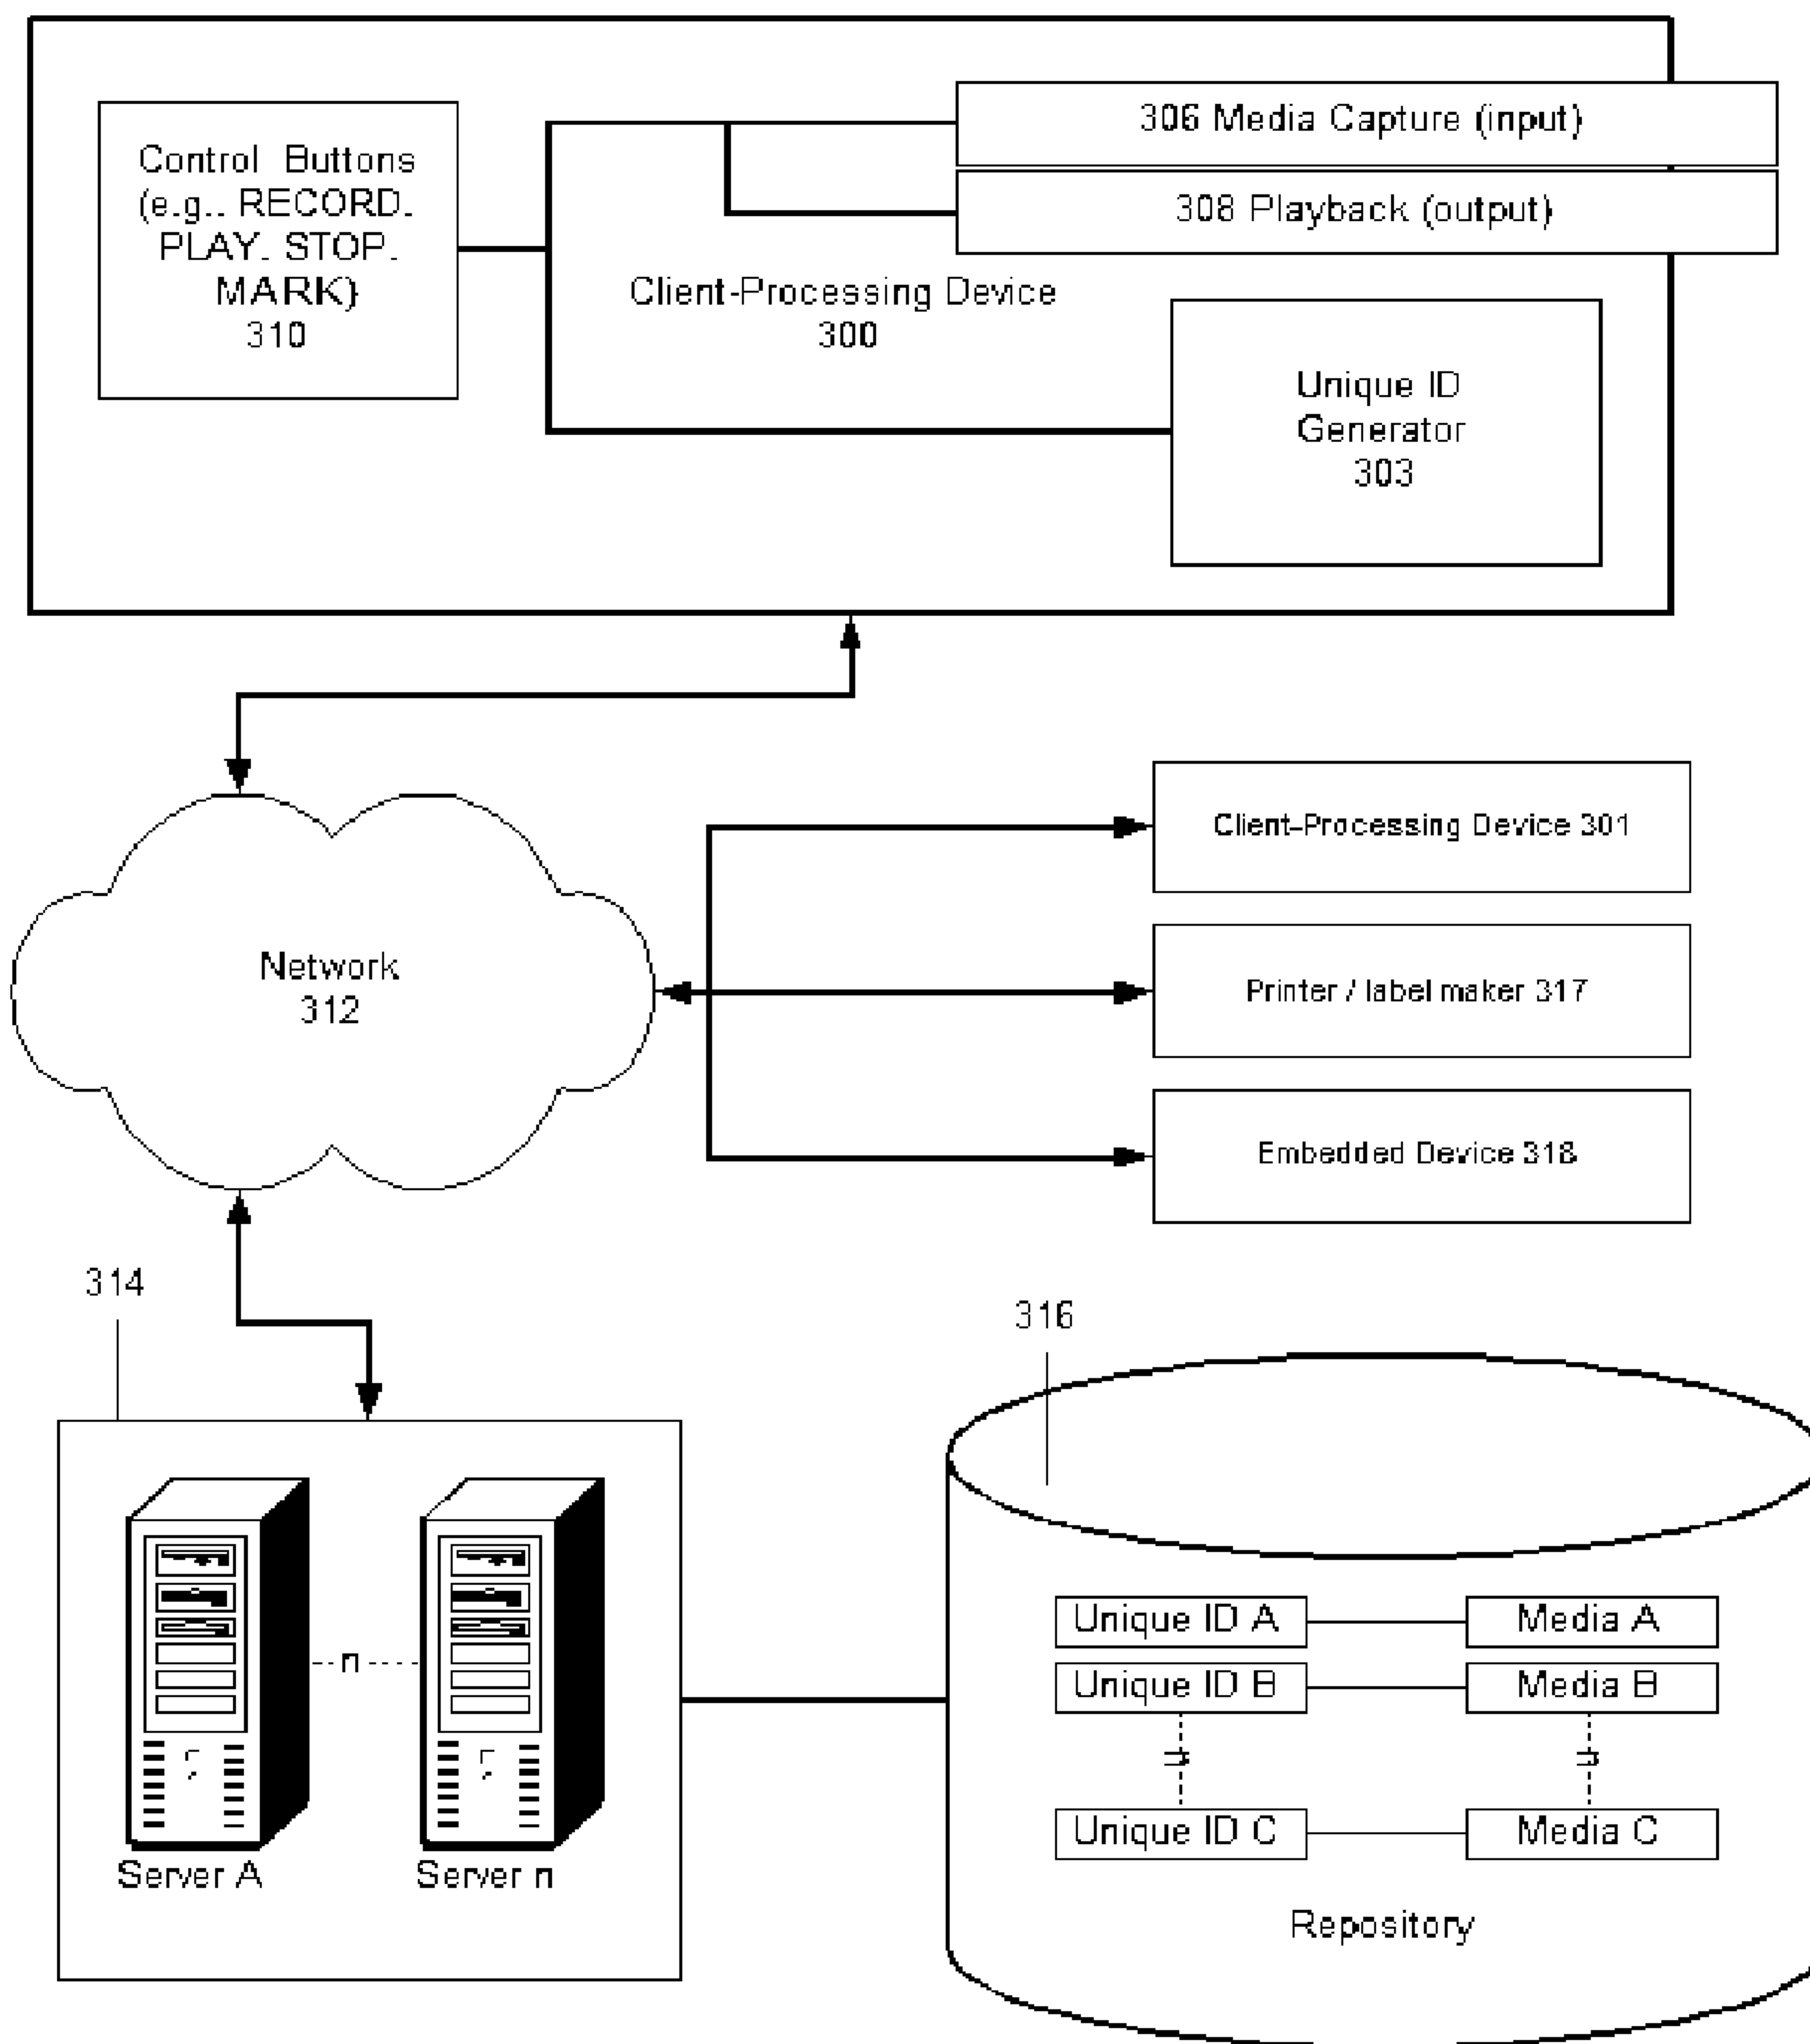 306 Media Capture (input)
308 Playback (output)
Control Buttons
(e.g., RECORD,
PLAY, STOP,
MARK)
310
Client-Processing Device
300
Unique ID
Generator
303
Client-Processing Device 301
Network
312
Printer / label maker 317
Embedded Device 318
314
316
n
Server A
Server n
Unique ID A
Media A
Unique ID B
Media B
n
n
Unique ID C
Media C
Repository